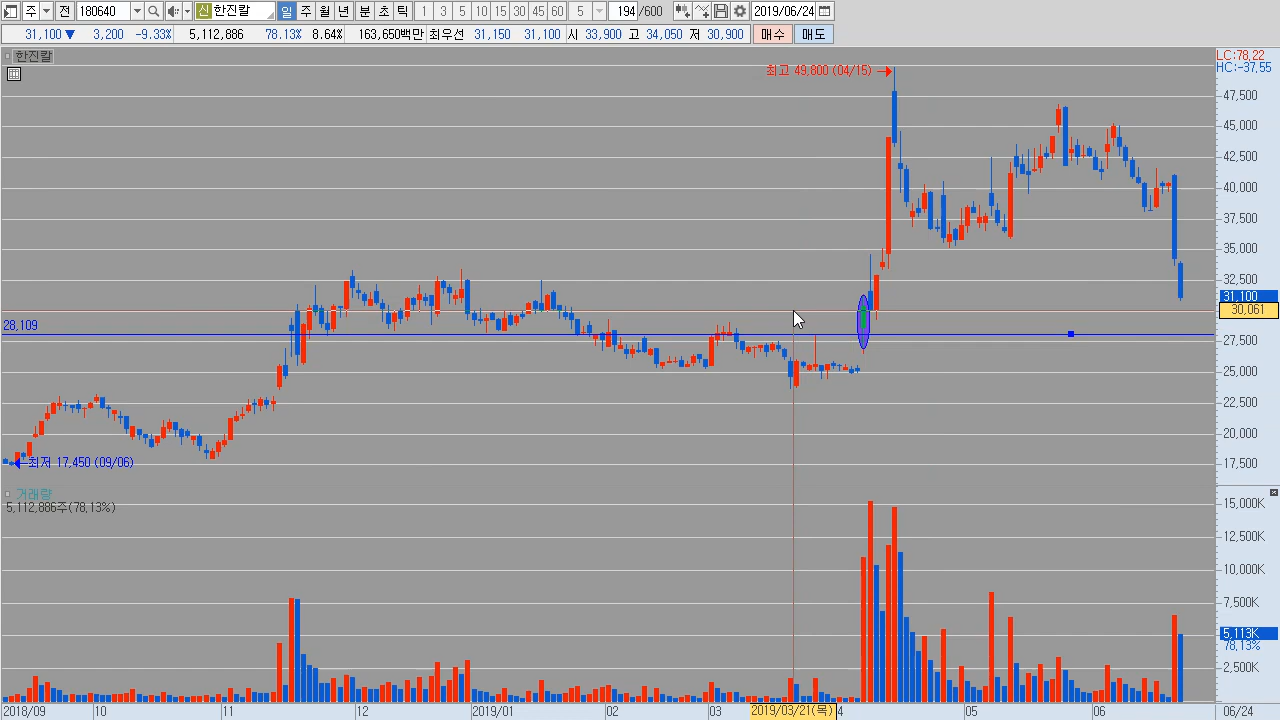 주 전 180640 신 한진칼 일 주 월 년 분 초 틱 1 3 5 10 15 30 45 60 5 194 /600 2019/06/24
31,100 ▼ 3,200 -9.33% 5,112,886 78.13% 8.64% 163,650백만 최우선 31,150 31,100 시 33,900 고 34,050 저 30,900 매수 매도
한진칼
LC:78,22
HC:-37,55
최고 49,800 (04/15)
47,500
45,000
42,500
40,000
37,500
35,000
32,500
31,100
30,061
28,109
27,500
25,000
22,500
20,000
최저 17,450 (09/06)
17,500
거래량
5,112,886주(78,13%)
15,000K
12,500K
10,000K
7,500K
5,113K
78,13%
2,500K
2018/09 10 11 12 2019/01 02 03 2019/03/21(목) 4 05 06 06/24